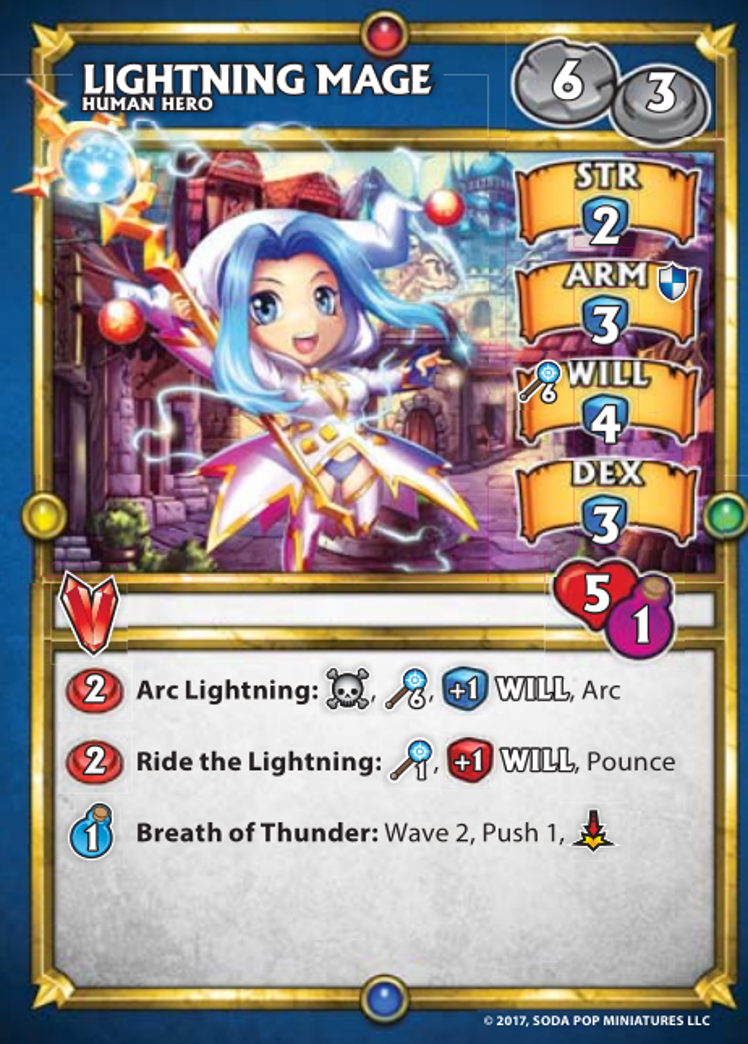 LIGHTNING MAGE
HUMAN HERO
6
3
STR
2
ARM
3
6 WILL
4
DEX
3
5
1
2 Arc Lightning: , 6, +1 WILL, Arc
2 Ride the Lightning: 1, +1 WILL, Pounce
1 Breath of Thunder: Wave 2, Push 1,
© 2017, SODA POP MINIATURES LLC